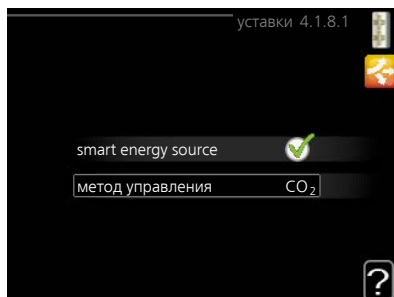 уставки 4.1.8.1
smart energy source
метод управления CO₂
?